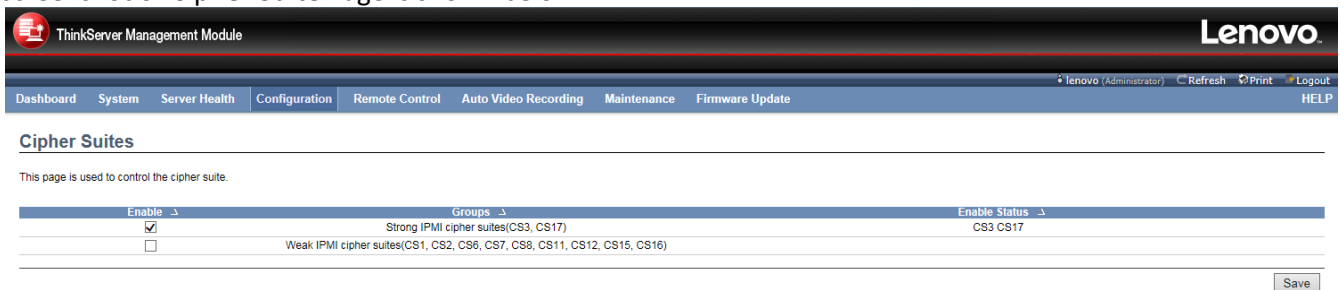 ThinkServer Management Module
Lenovo
lenovo (Administrator) Refresh Print Logout
Dashboard System Server Health Configuration Remote Control Auto Video Recording Maintenance Firmware Update HELP
Cipher Suites
This page is used to control the cipher suite.
Enable Groups Enable Status
Strong IPMI cipher suites(CS3, CS17) CS3 CS17
Weak IPMI cipher suites(CS1, CS2, CS6, CS7, CS8, CS11, CS12, CS15, CS16)
Save